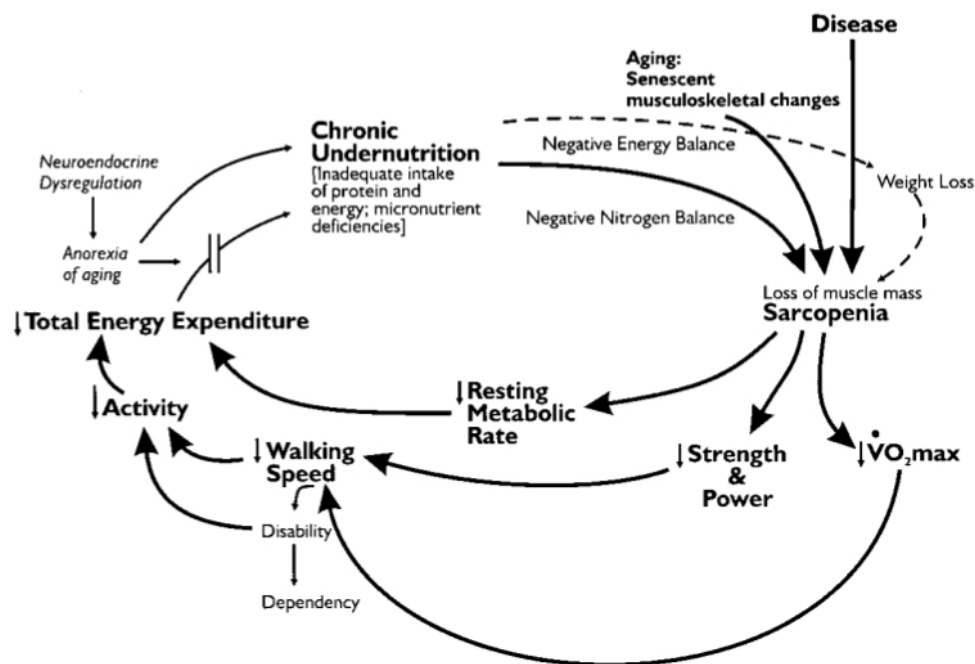 Disease
Aging:
Senescent
musculoskeletal changes
Chronic
Undernutrition
[Inadequate intake
of protein and
energy; micronutrient
deficiencies]
Negative Energy Balance
Negative Nitrogen Balance
Weight Loss
Neuroendocrine
Dysregulation
Anorexia
of aging
Loss of muscle mass
Sarcopenia
↓Total Energy Expenditure
↓Resting
Metabolic
Rate
↓Activity
↓Walking
Speed
↓Strength
&
Power
↓V̇O₂max
Disability
Dependency